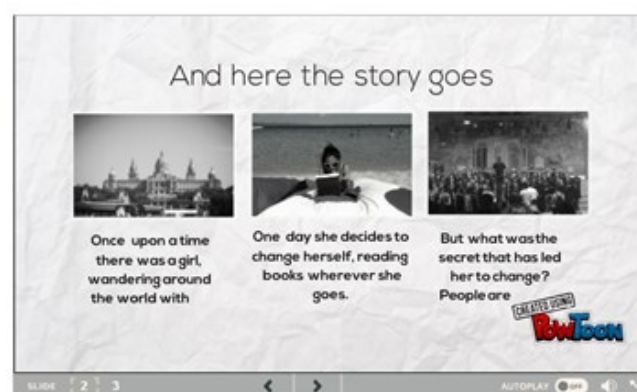 And here the story goes
Once upon a time
there was a girl,
wandering around
the world with
One day she decides to
change herself, reading
books wherever she
goes.
But what was the
secret that has led
her to change?
People are
CREATED USING
POWTOON
SLIDE 2 3
AUTOPLAY OFF